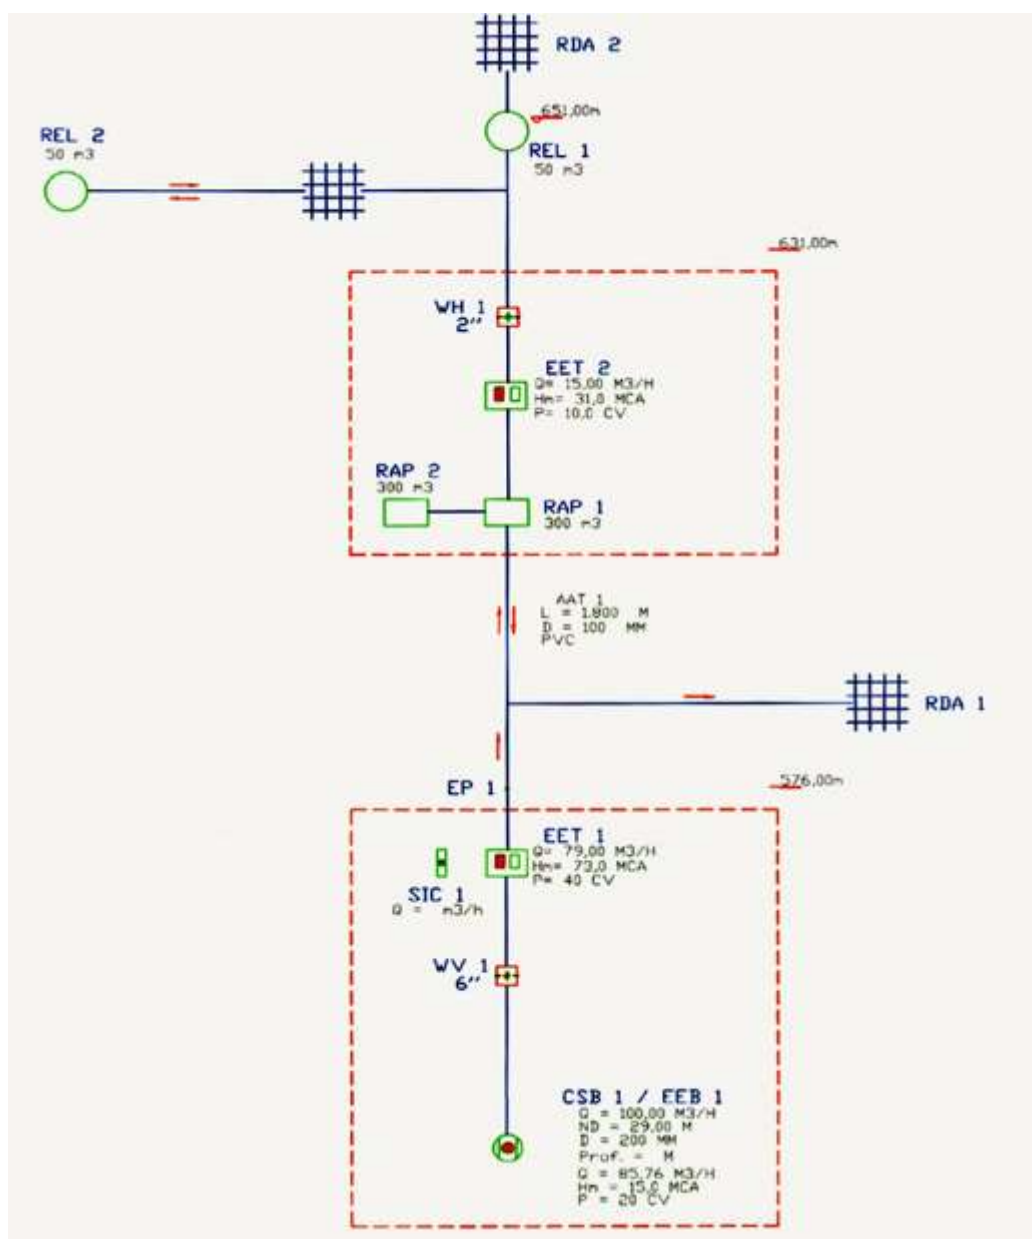 RDA 2
651,00m
REL 2
50 m3
REL 1
50 m3
631,00m
WH 1
2"
EET 2
Q= 15,00 M3/H
Hm= 31,0 MCA
P= 10,0 CV
RAP 2
300 m3
RAP 1
300 m3
AAT 1
L = 1.800 M
D = 100 MM
PVC
RDA 1
EP 1
576,00m
EET 1
Q= 79,00 M3/H
Hm= 73,0 MCA
P= 40 CV
SIC 1
Q = m3/h
WV 1
6"
CSB 1 / EEB 1
Q = 100,00 M3/H
ND = 29,00 M
D = 200 MM
Prof. = M
Q = 85,76 M3/H
Hm = 15,0 MCA
P = 20 CV